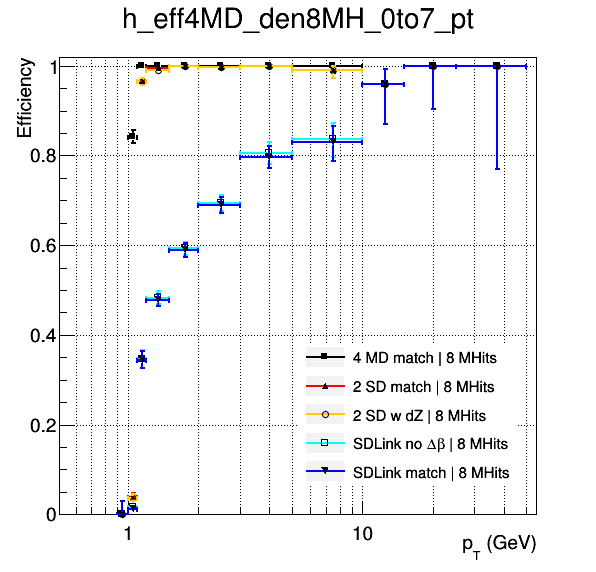 h_eff4MD_den8MH_0to7_pt
Efficiency
1
0.8
0.6
0.4
0.2
0
4 MD match | 8 MHits
2 SD match | 8 MHits
2 SD w dZ | 8 MHits
SDLink no Δβ | 8 MHits
SDLink match | 8 MHits
1
10
p_T (GeV)